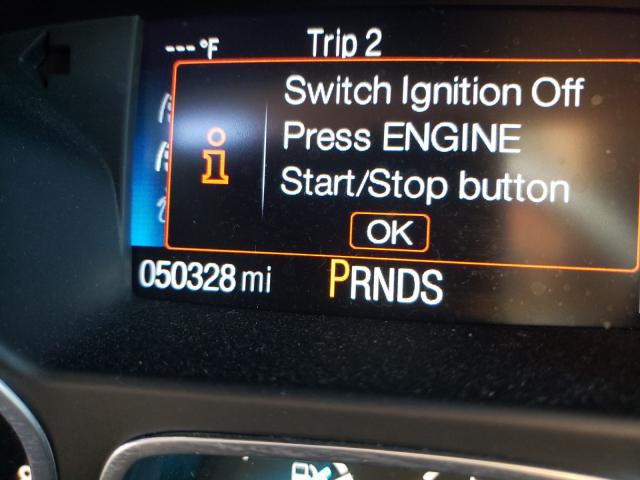 ---°F Trip 2
Switch Ignition Off
Press ENGINE
Start/Stop button
OK
050328 mi PRNDS